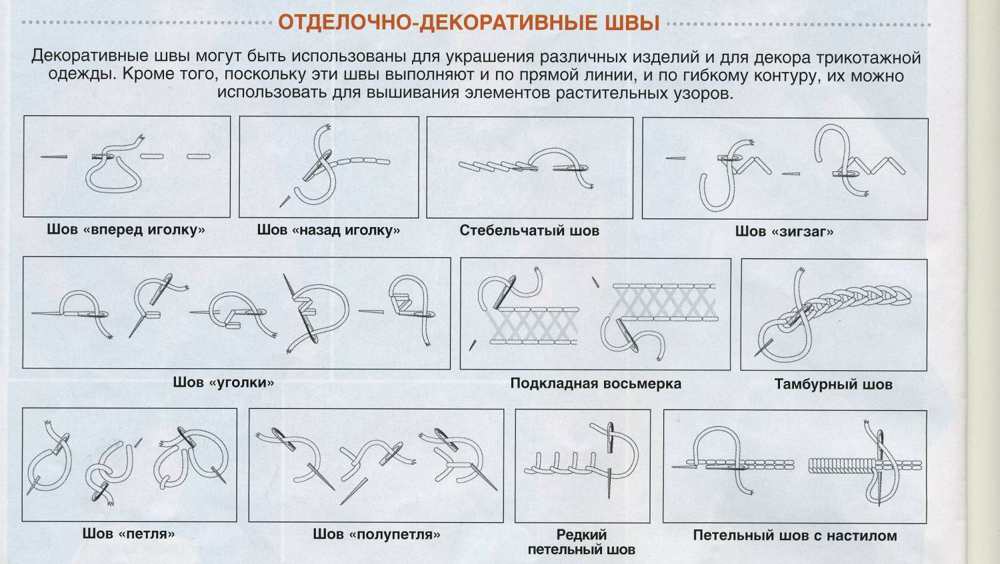 ОТДЕЛОЧНО-ДЕКОРАТИВНЫЕ ШВЫ
Декоративные швы могут быть использованы для украшения различных изделий и для декора трикотажной
одежды. Кроме того, поскольку эти швы выполняют и по прямой линии, и по гибкому контуру, их можно
использовать для вышивания элементов растительных узоров.
Шов «вперед иголку»
Шов «назад иголку»
Стебельчатый шов
Шов «зигзаг»
Шов «уголки»
Подкладная восьмерка
Тамбурный шов
Шов «петля»
Шов «полупетля»
Редкий
петельный шов
Петельный шов с настилом